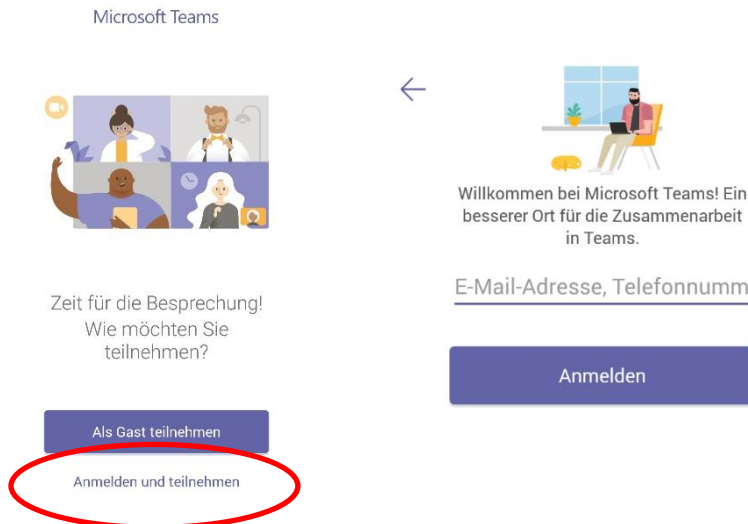 Microsoft Teams
Zeit für die Besprechung!
Wie möchten Sie
teilnehmen?
Als Gast teilnehmen
Anmelden und teilnehmen
Willkommen bei Microsoft Teams! Ein
besserer Ort für die Zusammenarbeit
in Teams.
E-Mail-Adresse, Telefonnumm
Anmelden